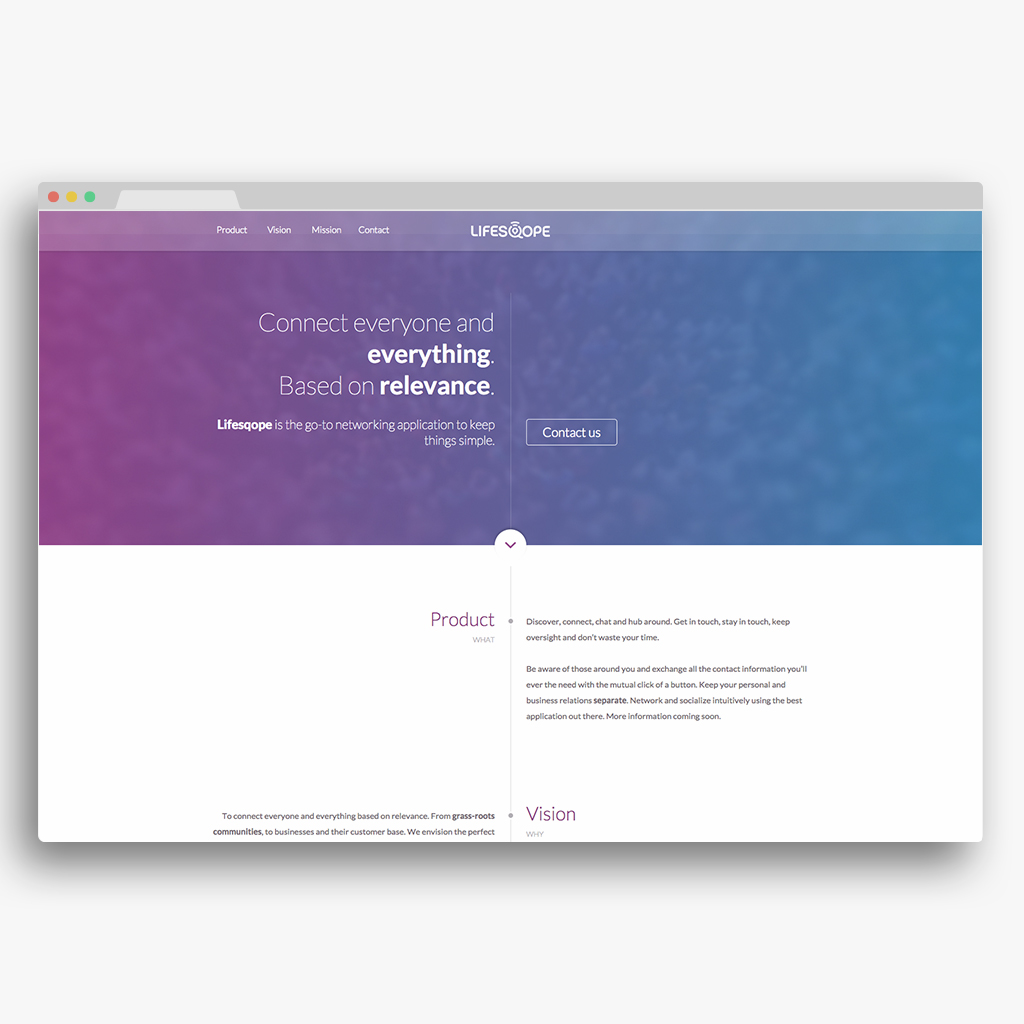 Product Vision Mission Contact LIFESQOPE
Connect everyone and
everything.
Based on relevance.
Lifesqope is the go-to networking application to keep
things simple.
Contact us
Product
WHAT
Discover, connect, chat and hub around. Get in touch, stay in touch, keep
oversight and don't waste your time.
Be aware of those around you and exchange all the contact information you'll
ever the need with the mutual click of a button. Keep your personal and
business relations separate. Network and socialize intuitively using the best
application out there. More information coming soon.
Vision
WHY
To connect everyone and everything based on relevance. From grass-roots
communities, to businesses and their customer base. We envision the perfect